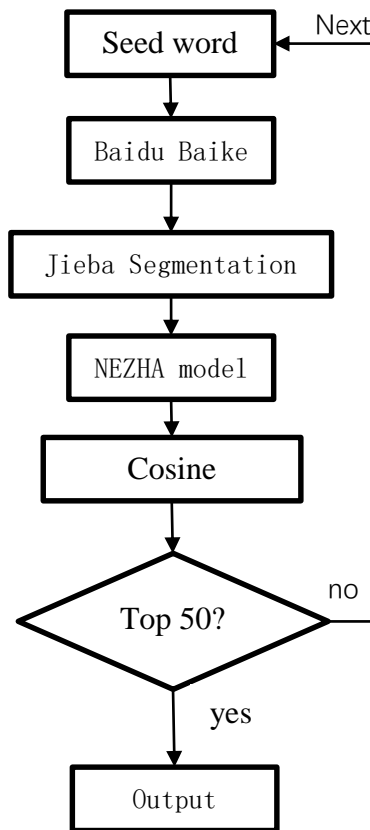 Next
Seed word
Baidu Baike
Jieba Segmentation
NEZHA model
Cosine
Top 50?
no
yes
Output